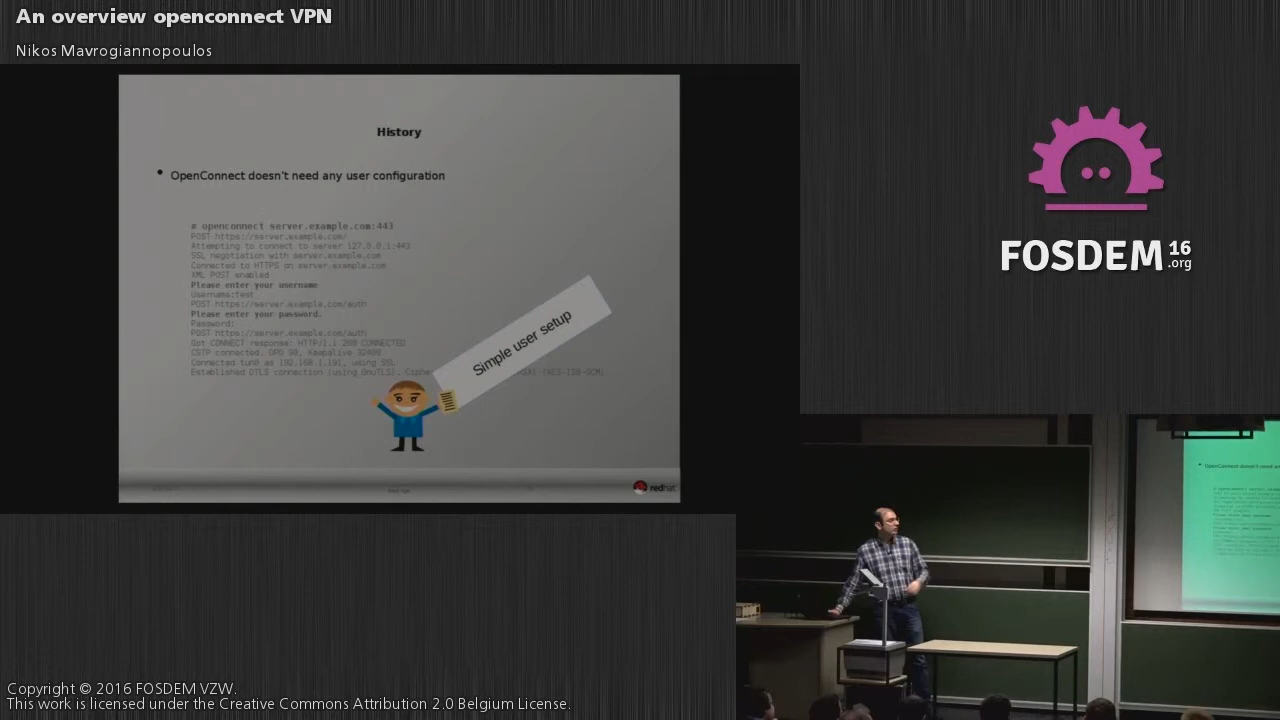 An overview openconnect VPN
Nikos Mavrogiannopoulos
History
• OpenConnect doesn't need any user configuration
# openconnect server.example.com:443
POST https://server.example.com/
Attempting to connect to server 127.0.0.1:443
SSL negotiation with server.example.com
Connected to HTTPS on server.example.com
XML POST enabled
Please enter your username
Username:test
POST https://server.example.com/auth
Please enter your password.
Password:
POST https://server.example.com/auth
Got CONNECT response: HTTP/1.1 200 CONNECTED
CSTP connected. DPD 90, Keepalive 32400
Connected tun0 as 192.168.1.191, using SSL
Established DTLS connection (using GnuTLS). Ciphe
Simple user setup
redhat
FOSDEM 16
.org
• OpenConnect doesn't need
Copyright © 2016 FOSDEM VZW.
This work is licensed under the Creative Commons Attribution 2.0 Belgium License.